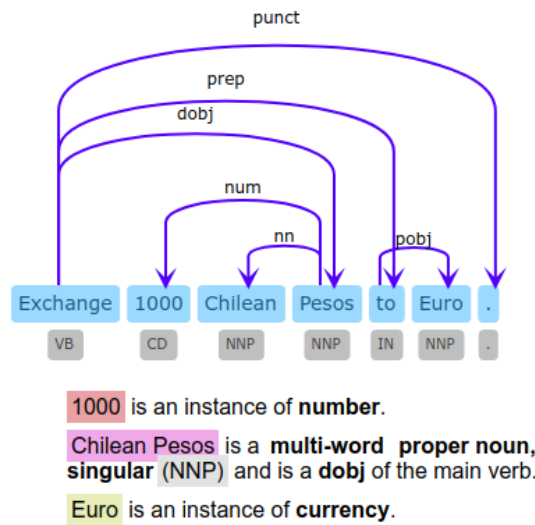 punct
prep
dobj
num
nn
pobj
Exchange 1000 Chilean Pesos to Euro .
VB CD NNP NNP IN NNP .
1000 is an instance of number.
Chilean Pesos is a multi-word proper noun,
singular (NNP) and is a dobj of the main verb.
Euro is an instance of currency.